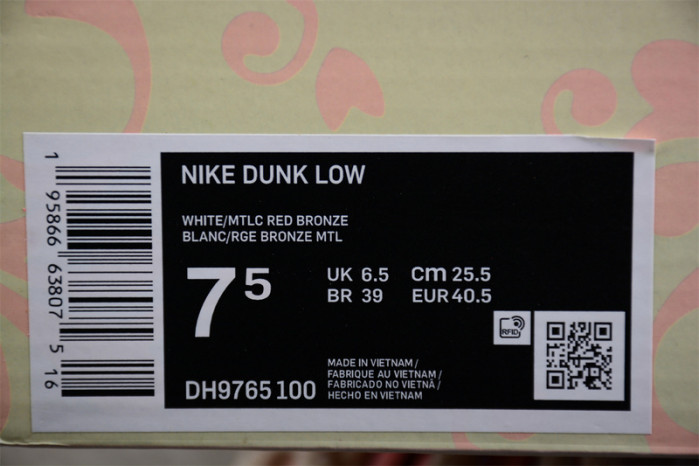 1
95866
63807
5
16
NIKE DUNK LOW
WHITE/MTLC RED BRONZE
BLANC/RGE BRONZE MTL
7⁵
UK 6.5 cm 25.5
BR 39 EUR 40.5
RFID
MADE IN VIETNAM /
FABRIQUE AU VIETNAM /
FABRICADO NO VIETNÃ /
HECHO EN VIETNAM
DH9765 100